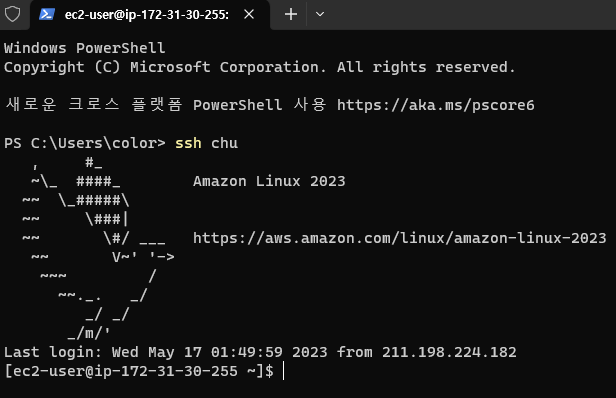 ec2-user@ip-172-31-30-255:
Windows PowerShell
Copyright (C) Microsoft Corporation. All rights reserved.
새로운 크로스 플랫폼 PowerShell 사용 https://aka.ms/pscore6
PS C:\Users\color> ssh chu
   ,     #_
   ~\_  ####_        Amazon Linux 2023
  ~~  \_#####\
  ~~     \###|
  ~~       \#/ ___   https://aws.amazon.com/linux/amazon-linux-2023
   ~~       V~' '->
    ~~~         /
      ~~._.   _/
         _/ _/
       _/m/'
Last login: Wed May 17 01:49:59 2023 from 211.198.224.182
[ec2-user@ip-172-31-30-255 ~]$